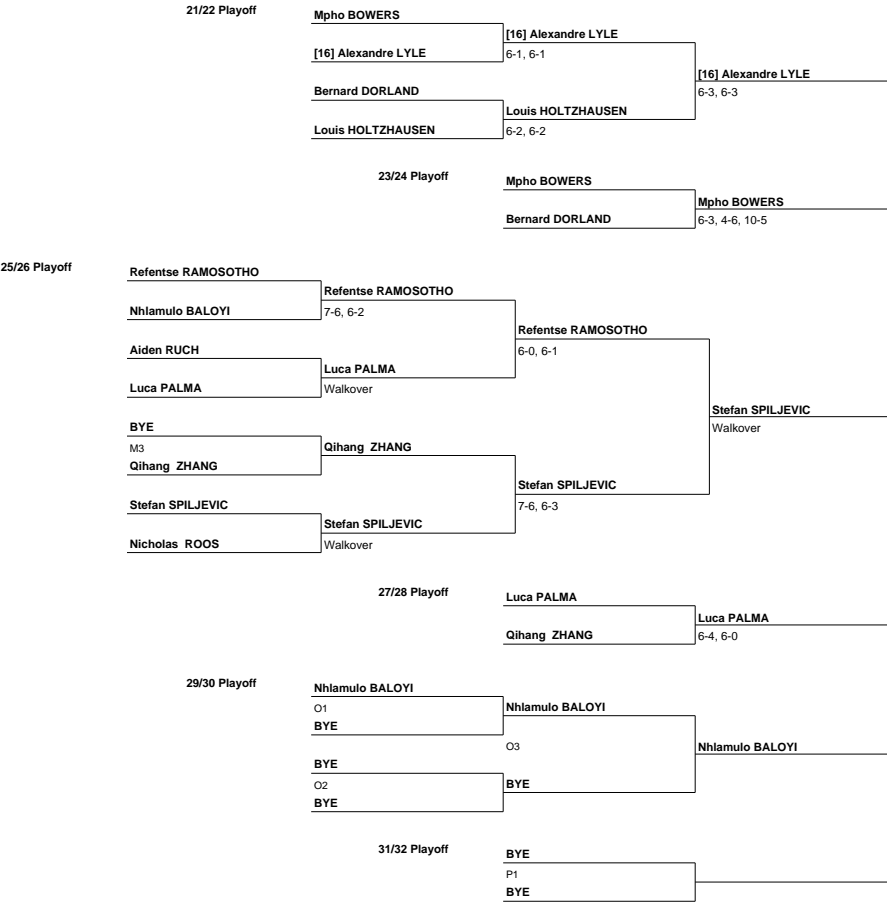 21/22 Playoff
Mpho BOWERS
[16] Alexandre LYLE
[16] Alexandre LYLE
6-1, 6-1
[16] Alexandre LYLE
Bernard DORLAND
6-3, 6-3
Louis HOLTZHAUSEN
Louis HOLTZHAUSEN
6-2, 6-2
23/24 Playoff
Mpho BOWERS
Mpho BOWERS
Bernard DORLAND
6-3, 4-6, 10-5
25/26 Playoff
Refentse RAMOSOTHO
Refentse RAMOSOTHO
Nhlamulo BALOYI
7-6, 6-2
Refentse RAMOSOTHO
Aiden RUCH
6-0, 6-1
Luca PALMA
Luca PALMA
Walkover
Stefan SPILJEVIC
BYE
Walkover
M3
Qihang ZHANG
Qihang ZHANG
Stefan SPILJEVIC
Stefan SPILJEVIC
7-6, 6-3
Stefan SPILJEVIC
Nicholas ROOS
Walkover
27/28 Playoff
Luca PALMA
Luca PALMA
Qihang ZHANG
6-4, 6-0
29/30 Playoff
Nhlamulo BALOYI
O1
Nhlamulo BALOYI
BYE
O3
Nhlamulo BALOYI
BYE
O2
BYE
BYE
31/32 Playoff
BYE
P1
BYE